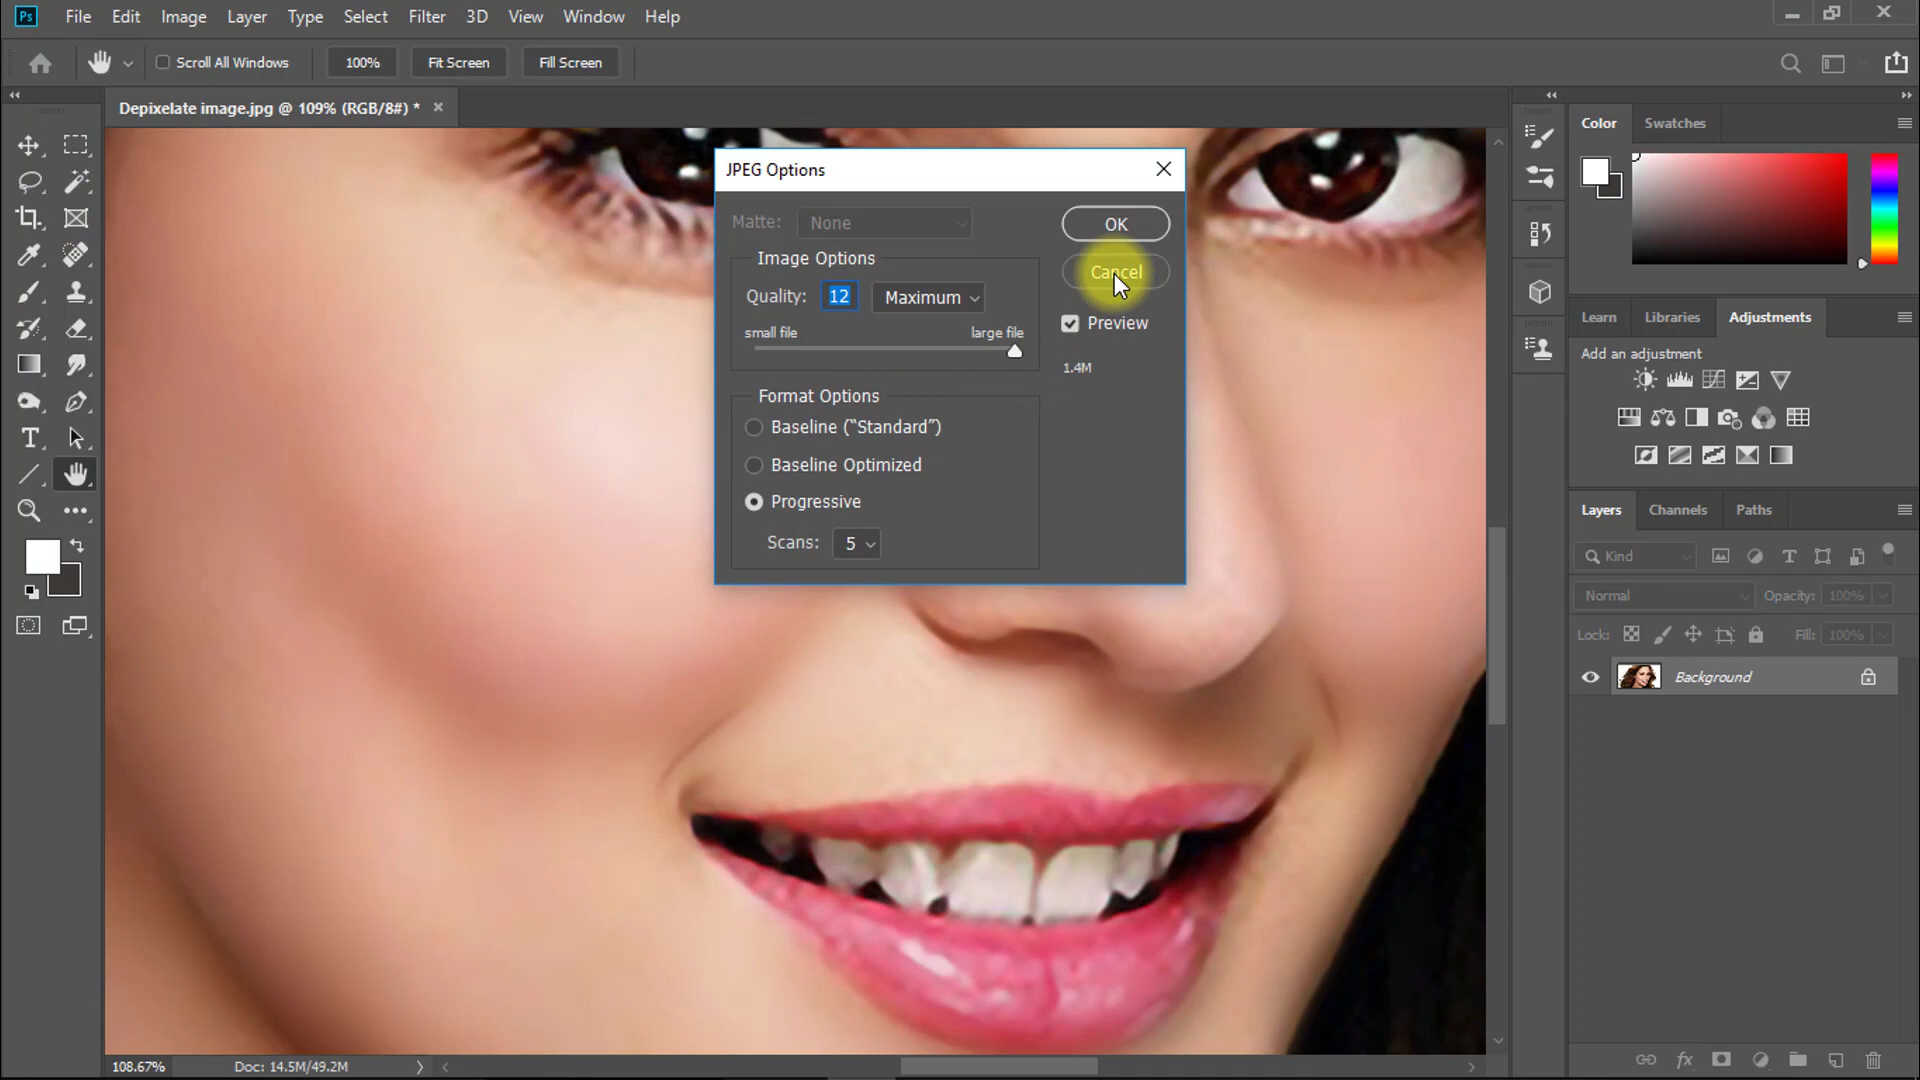 Ps File Edit Image Layer Type Select Filter 3D View Window Help
Scroll All Windows 100% Fit Screen Fill Screen
Depixelate image.jpg @ 109% (RGB/8#) *
JPEG Options
Matte: None
OK
Image Options
Cancel
Quality: 12 Maximum
Preview
small file large file
1.4M
Format Options
Baseline (“Standard”)
Baseline Optimized
Progressive
Scans: 5
Color Swatches
Learn Libraries Adjustments
Add an adjustment
Layers Channels Paths
Kind
Normal Opacity: 100%
Lock: Fill: 100%
Background
fx
108.67% Doc: 14.5M/49.2M